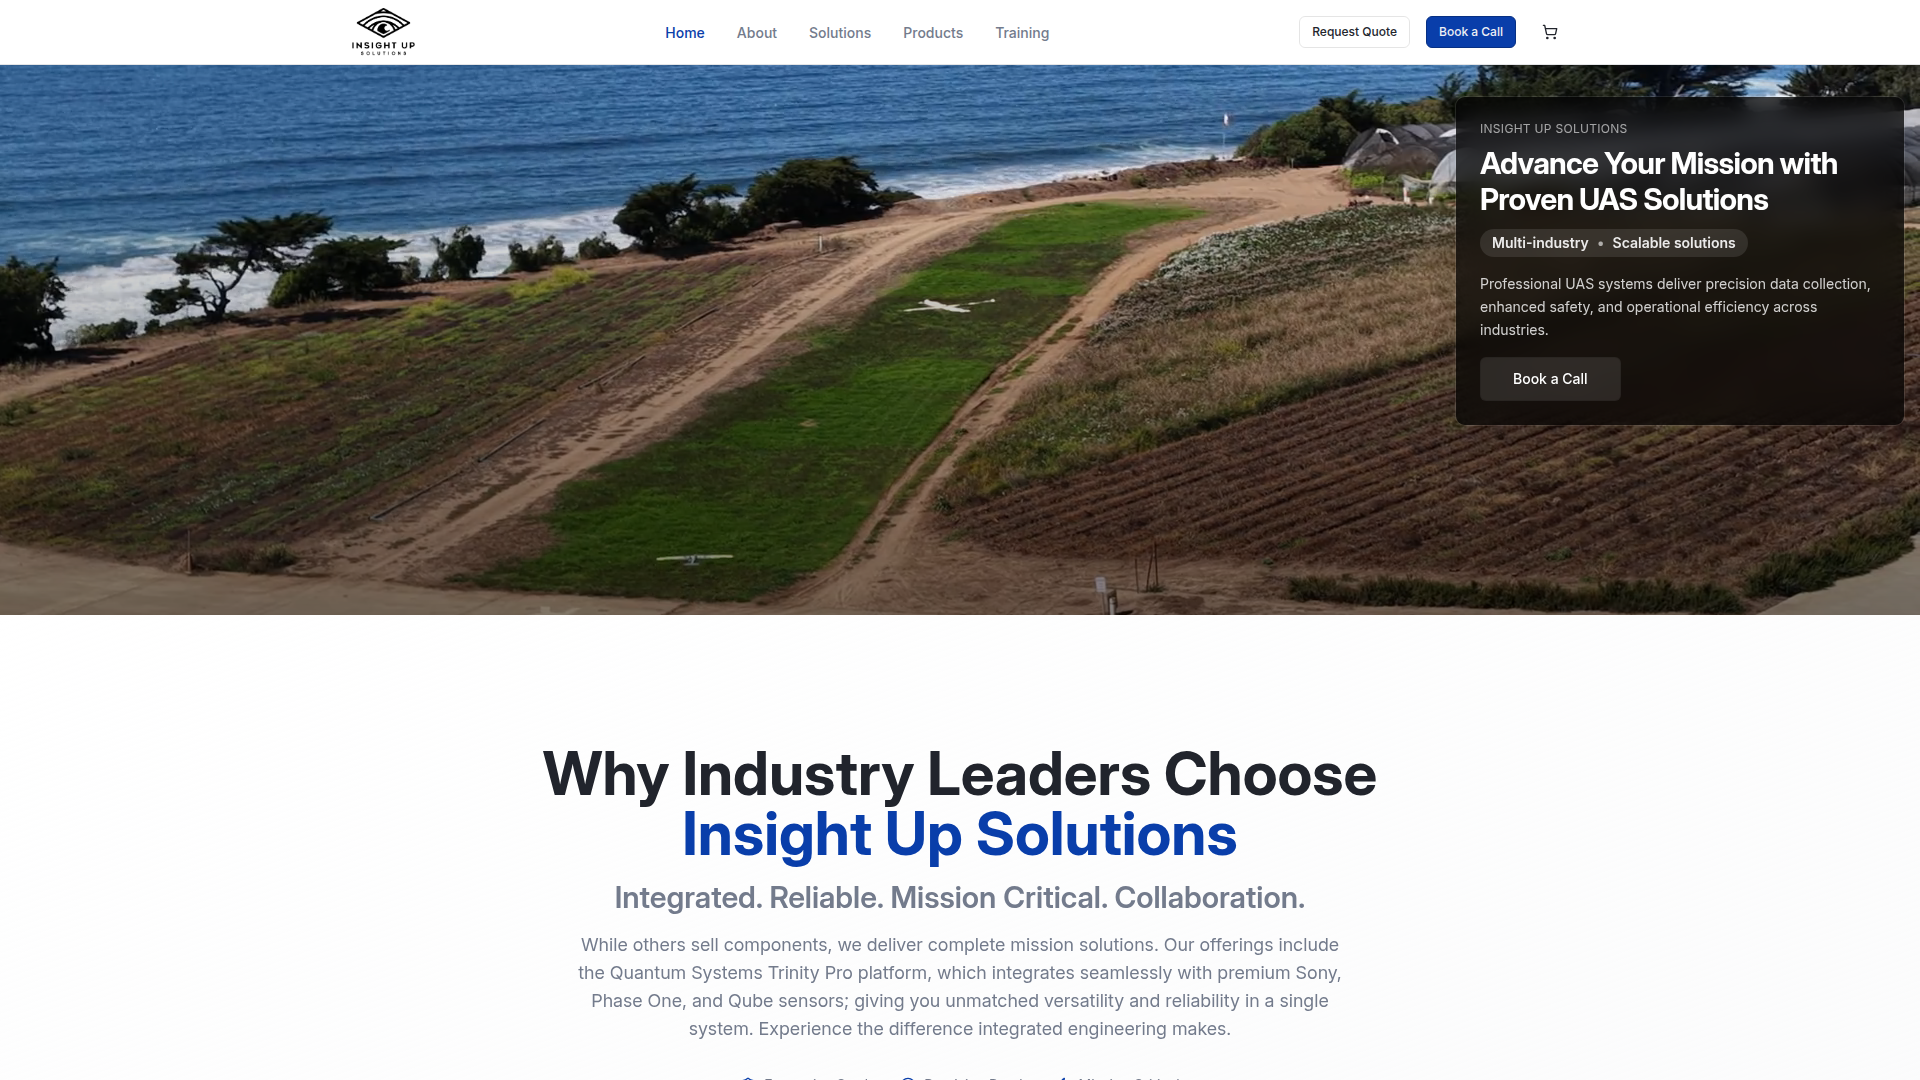 INSIGHT UP
SOLUTIONS
Home
About
Solutions
Products
Training
Request Quote
Book a Call
INSIGHT UP SOLUTIONS
Advance Your Mission with
Proven UAS Solutions
Multi-industry • Scalable solutions
Professional UAS systems deliver precision data collection,
enhanced safety, and operational efficiency across
industries.
Book a Call
Why Industry Leaders Choose
Insight Up Solutions
Integrated. Reliable. Mission Critical. Collaboration.
While others sell components, we deliver complete mission solutions. Our offerings include
the Quantum Systems Trinity Pro platform, which integrates seamlessly with premium Sony,
Phase One, and Qube sensors; giving you unmatched versatility and reliability in a single
system. Experience the difference integrated engineering makes.